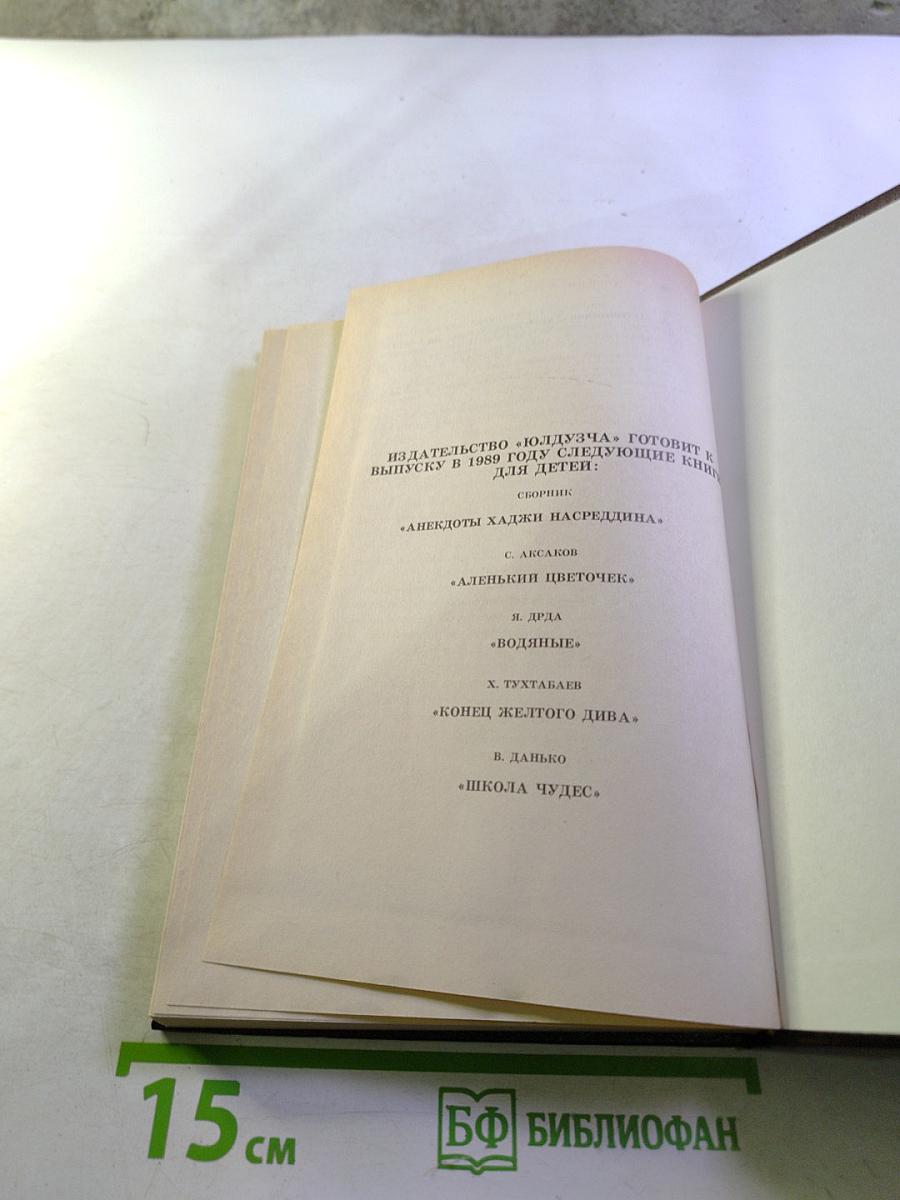 ИЗДАТЕЛЬСТВО «ЮЛДУЗЧА» ГОТОВИТ К
ВЫПУСКУ В 1989 ГОДУ СЛЕДУЮЩИЕ КНИГИ
ДЛЯ ДЕТЕЙ:
СБОРНИК
«АНЕКДОТЫ ХАДЖИ НАСРЕДДИНА»
С. АКСАКОВ
«АЛЕНЬКИЙ ЦВЕТОЧЕК»
Я. ДРДА
«ВОДЯНЫЕ»
Х. ТУХТАБАЕВ
«КОНЕЦ ЖЕЛТОГО ДИВА»
В. ДАНЬКО
«ШКОЛА ЧУДЕС»
15 см
БФ БИБЛИОФАН